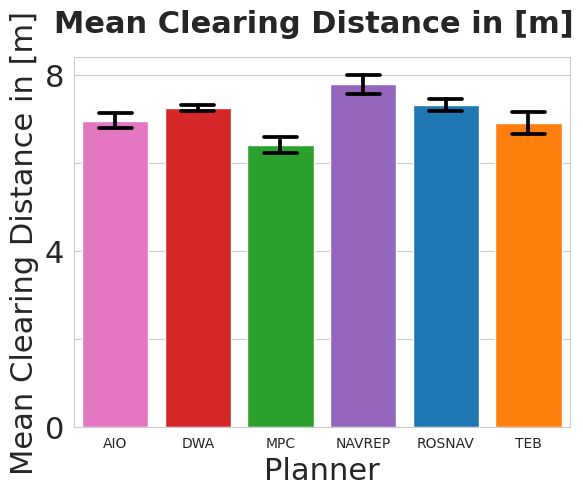 Mean Clearing Distance in [m]
Mean Clearing Distance in [m]
8
4
0
AIO DWA MPC NAVREP ROSNAV TEB
Planner